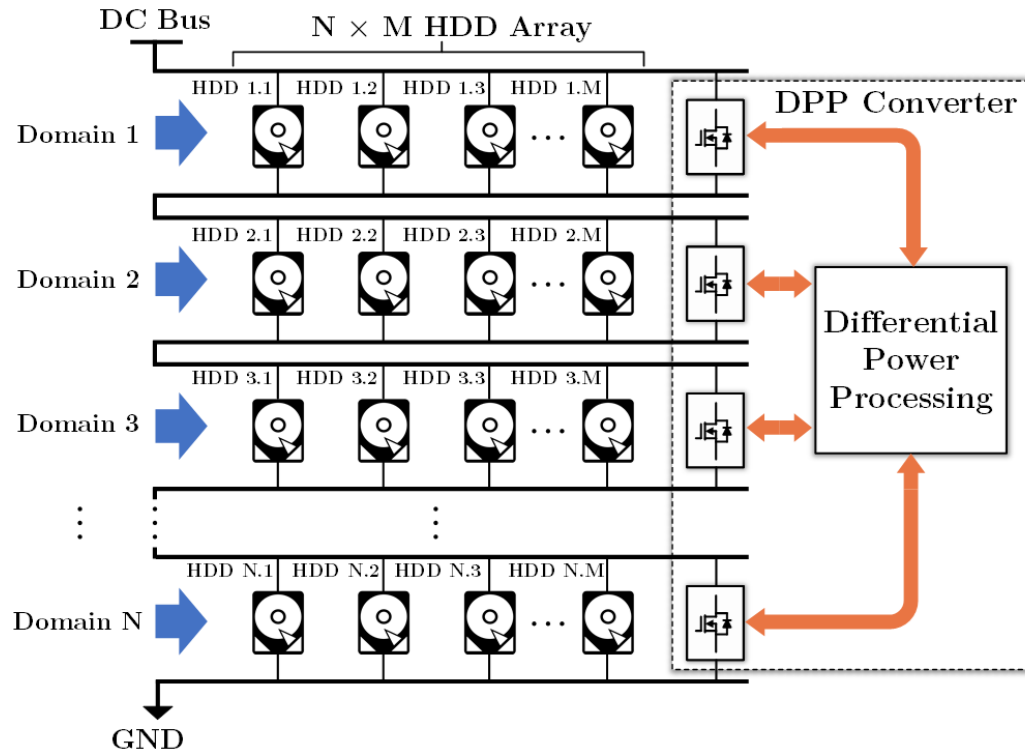 DC Bus
N × M HDD Array
HDD 1.1 HDD 1.2 HDD 1.3 HDD 1.M
DPP Converter
Domain 1
...
HDD 2.1 HDD 2.2 HDD 2.3 HDD 2.M
Domain 2
...
Differential
Power
Processing
HDD 3.1 HDD 3.2 HDD 3.3 HDD 3.M
Domain 3
...
⋮ ⋮ ⋮
HDD N.1 HDD N.2 HDD N.3 HDD N.M
Domain N
...
GND